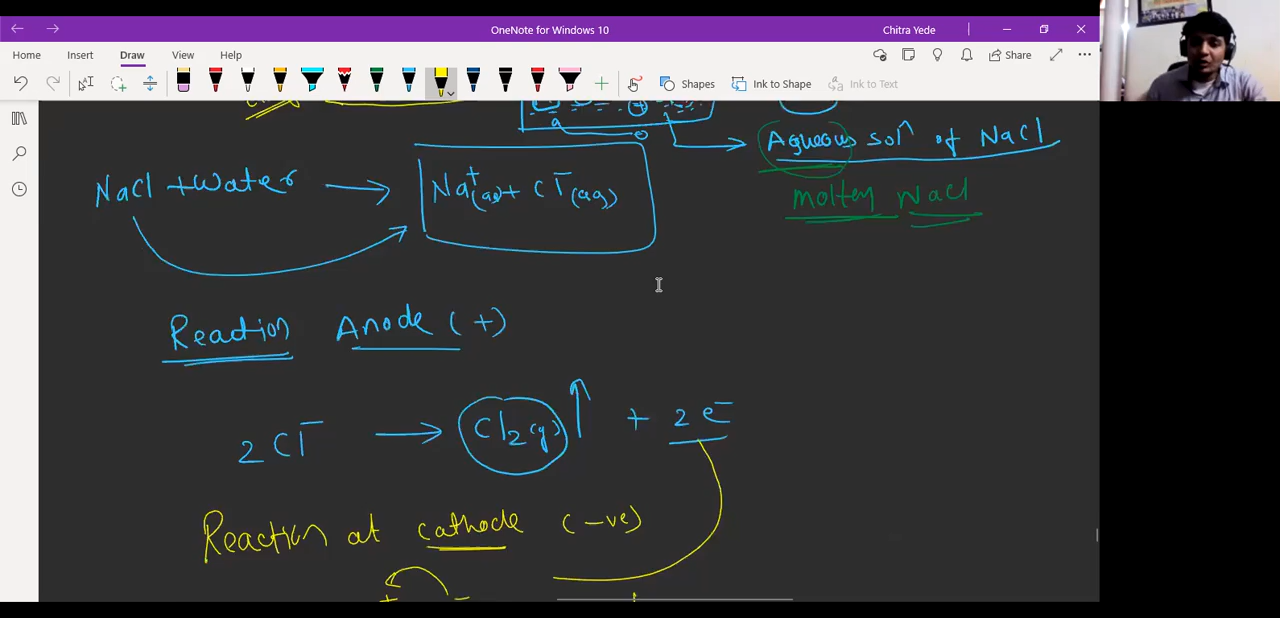 OneNote for Windows 10
Chitra Yede
Home Insert Draw View Help
Share
Shapes
Ink to Shape
Ink to Text
Aqueous solⁿ of NaCl
molten NaCl
NaCl + Water → Na⁺(aq) + Cl⁻(aq)
Reaction Anode (+)
2Cl⁻ → Cl₂(g)↑ + 2e⁻
Reaction at cathode (-ve)